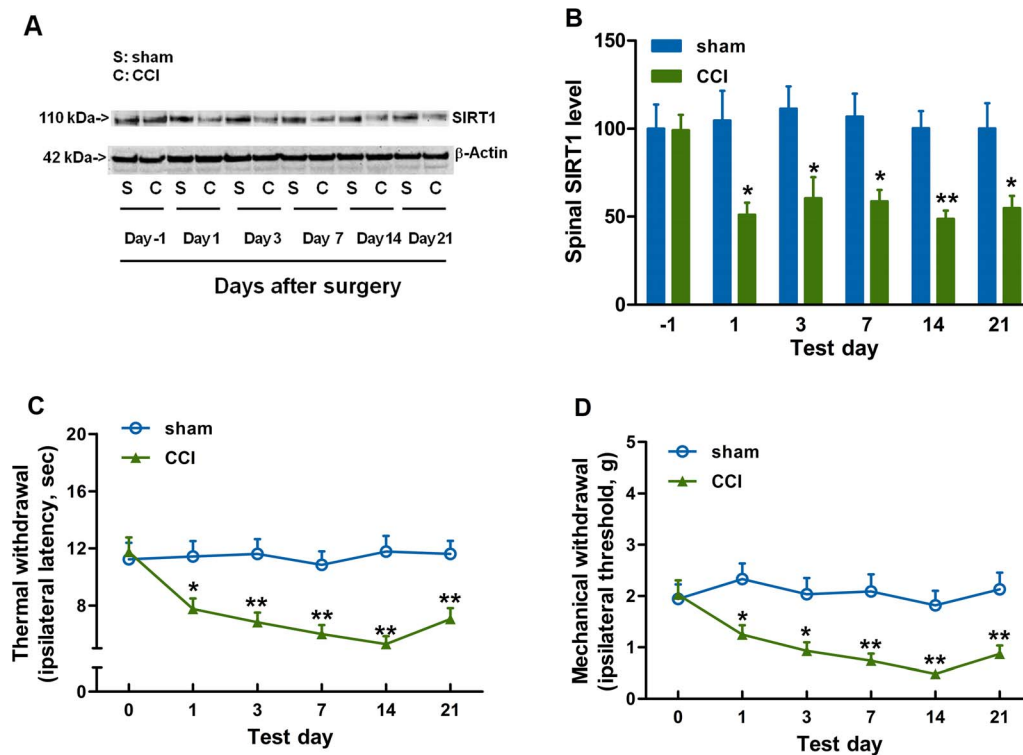 A
S: sham
C: CCI
110 kDa->
SIRT1
42 kDa->
β-Actin
S C S C S C S C S C S C
Day -1 Day 1 Day 3 Day 7 Day 14 Day 21
Days after surgery
B
sham
CCI
Spinal SIRT1 level
150
100
50
0
* * * ** *
-1 1 3 7 14 21
Test day
C
sham
CCI
Thermal withdrawal
(ipsilateral latency, sec)
20
16
12
8
0
* ** ** ** **
0 1 3 7 14 21
Test day
D
sham
CCI
Mechanical withdrawal
(ipsilateral threshold, g)
5
4
3
2
1
0
* * ** ** **
0 1 3 7 14 21
Test day